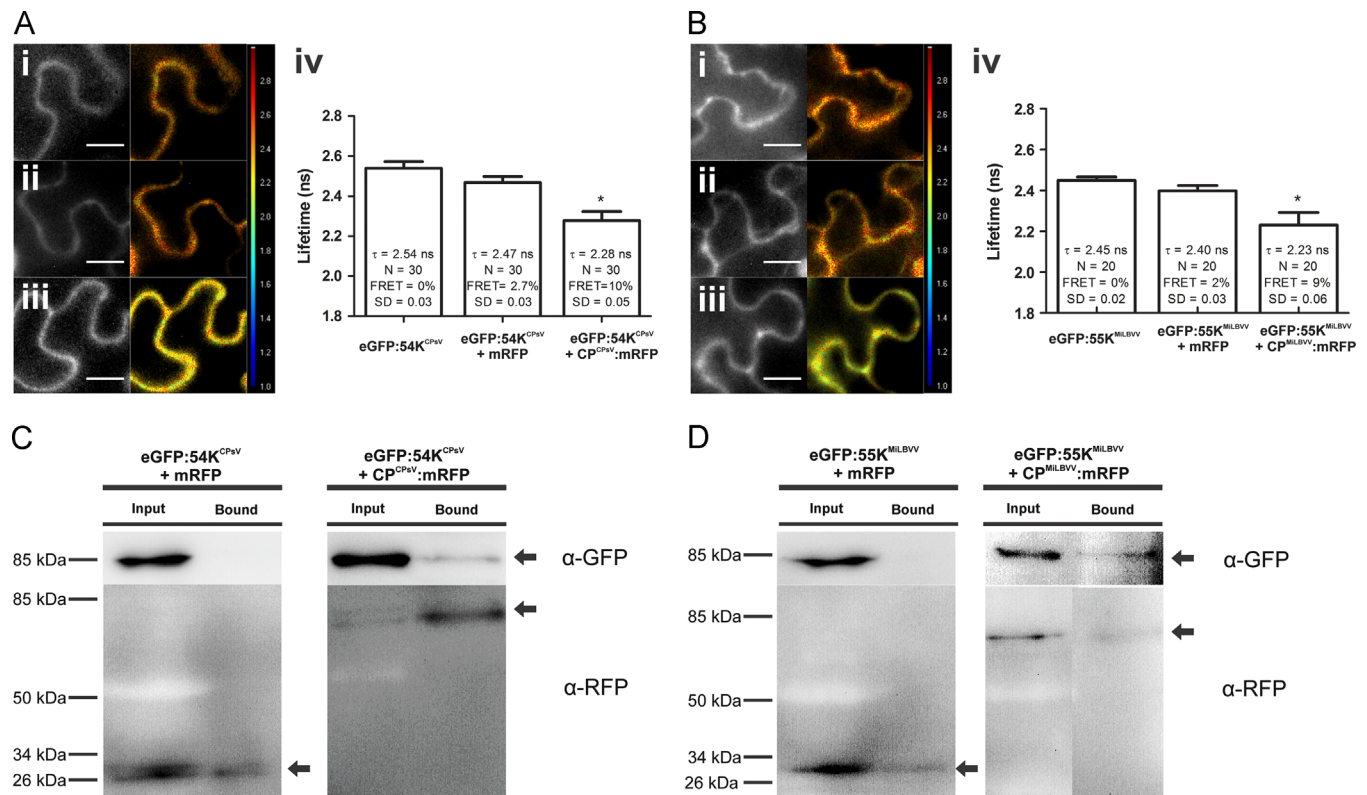 A
i
ii
iii
2.8
2.6
2.4
2.2
2.0
1.8
1.6
1.4
1.2
1.0
iv
Lifetime (ns)
2.8
2.6
2.4
2.2
2.0
1.8
*
τ = 2.54 ns
N = 30
FRET = 0%
SD = 0.03
τ = 2.47 ns
N = 30
FRET= 2.7%
SD = 0.03
τ = 2.28 ns
N = 30
FRET=10%
SD = 0.05
eGFP:54K^CPsV
eGFP:54K^CPsV
+ mRFP
eGFP:54K^CPsV
+ CP^CPsV:mRFP
B
i
ii
iii
2.8
2.6
2.4
2.2
2.0
1.8
1.6
1.4
1.2
1.0
iv
Lifetime (ns)
2.8
2.6
2.4
2.2
2.0
1.8
*
τ = 2.45 ns
N = 20
FRET = 0%
SD = 0.02
τ = 2.40 ns
N = 20
FRET = 2%
SD = 0.03
τ = 2.23 ns
N = 20
FRET = 9%
SD = 0.06
eGFP:55K^MiLBVV
eGFP:55K^MiLBVV
+ mRFP
eGFP:55K^MiLBVV
+ CP^MiLBVV:mRFP
C
eGFP:54K^CPsV
+ mRFP
eGFP:54K^CPsV
+ CP^CPsV:mRFP
Input
Bound
Input
Bound
85 kDa
α-GFP
85 kDa
50 kDa
34 kDa
26 kDa
α-RFP
D
eGFP:55K^MiLBVV
+ mRFP
eGFP:55K^MiLBVV
+ CP^MiLBVV:mRFP
Input
Bound
Input
Bound
85 kDa
α-GFP
85 kDa
50 kDa
34 kDa
26 kDa
α-RFP